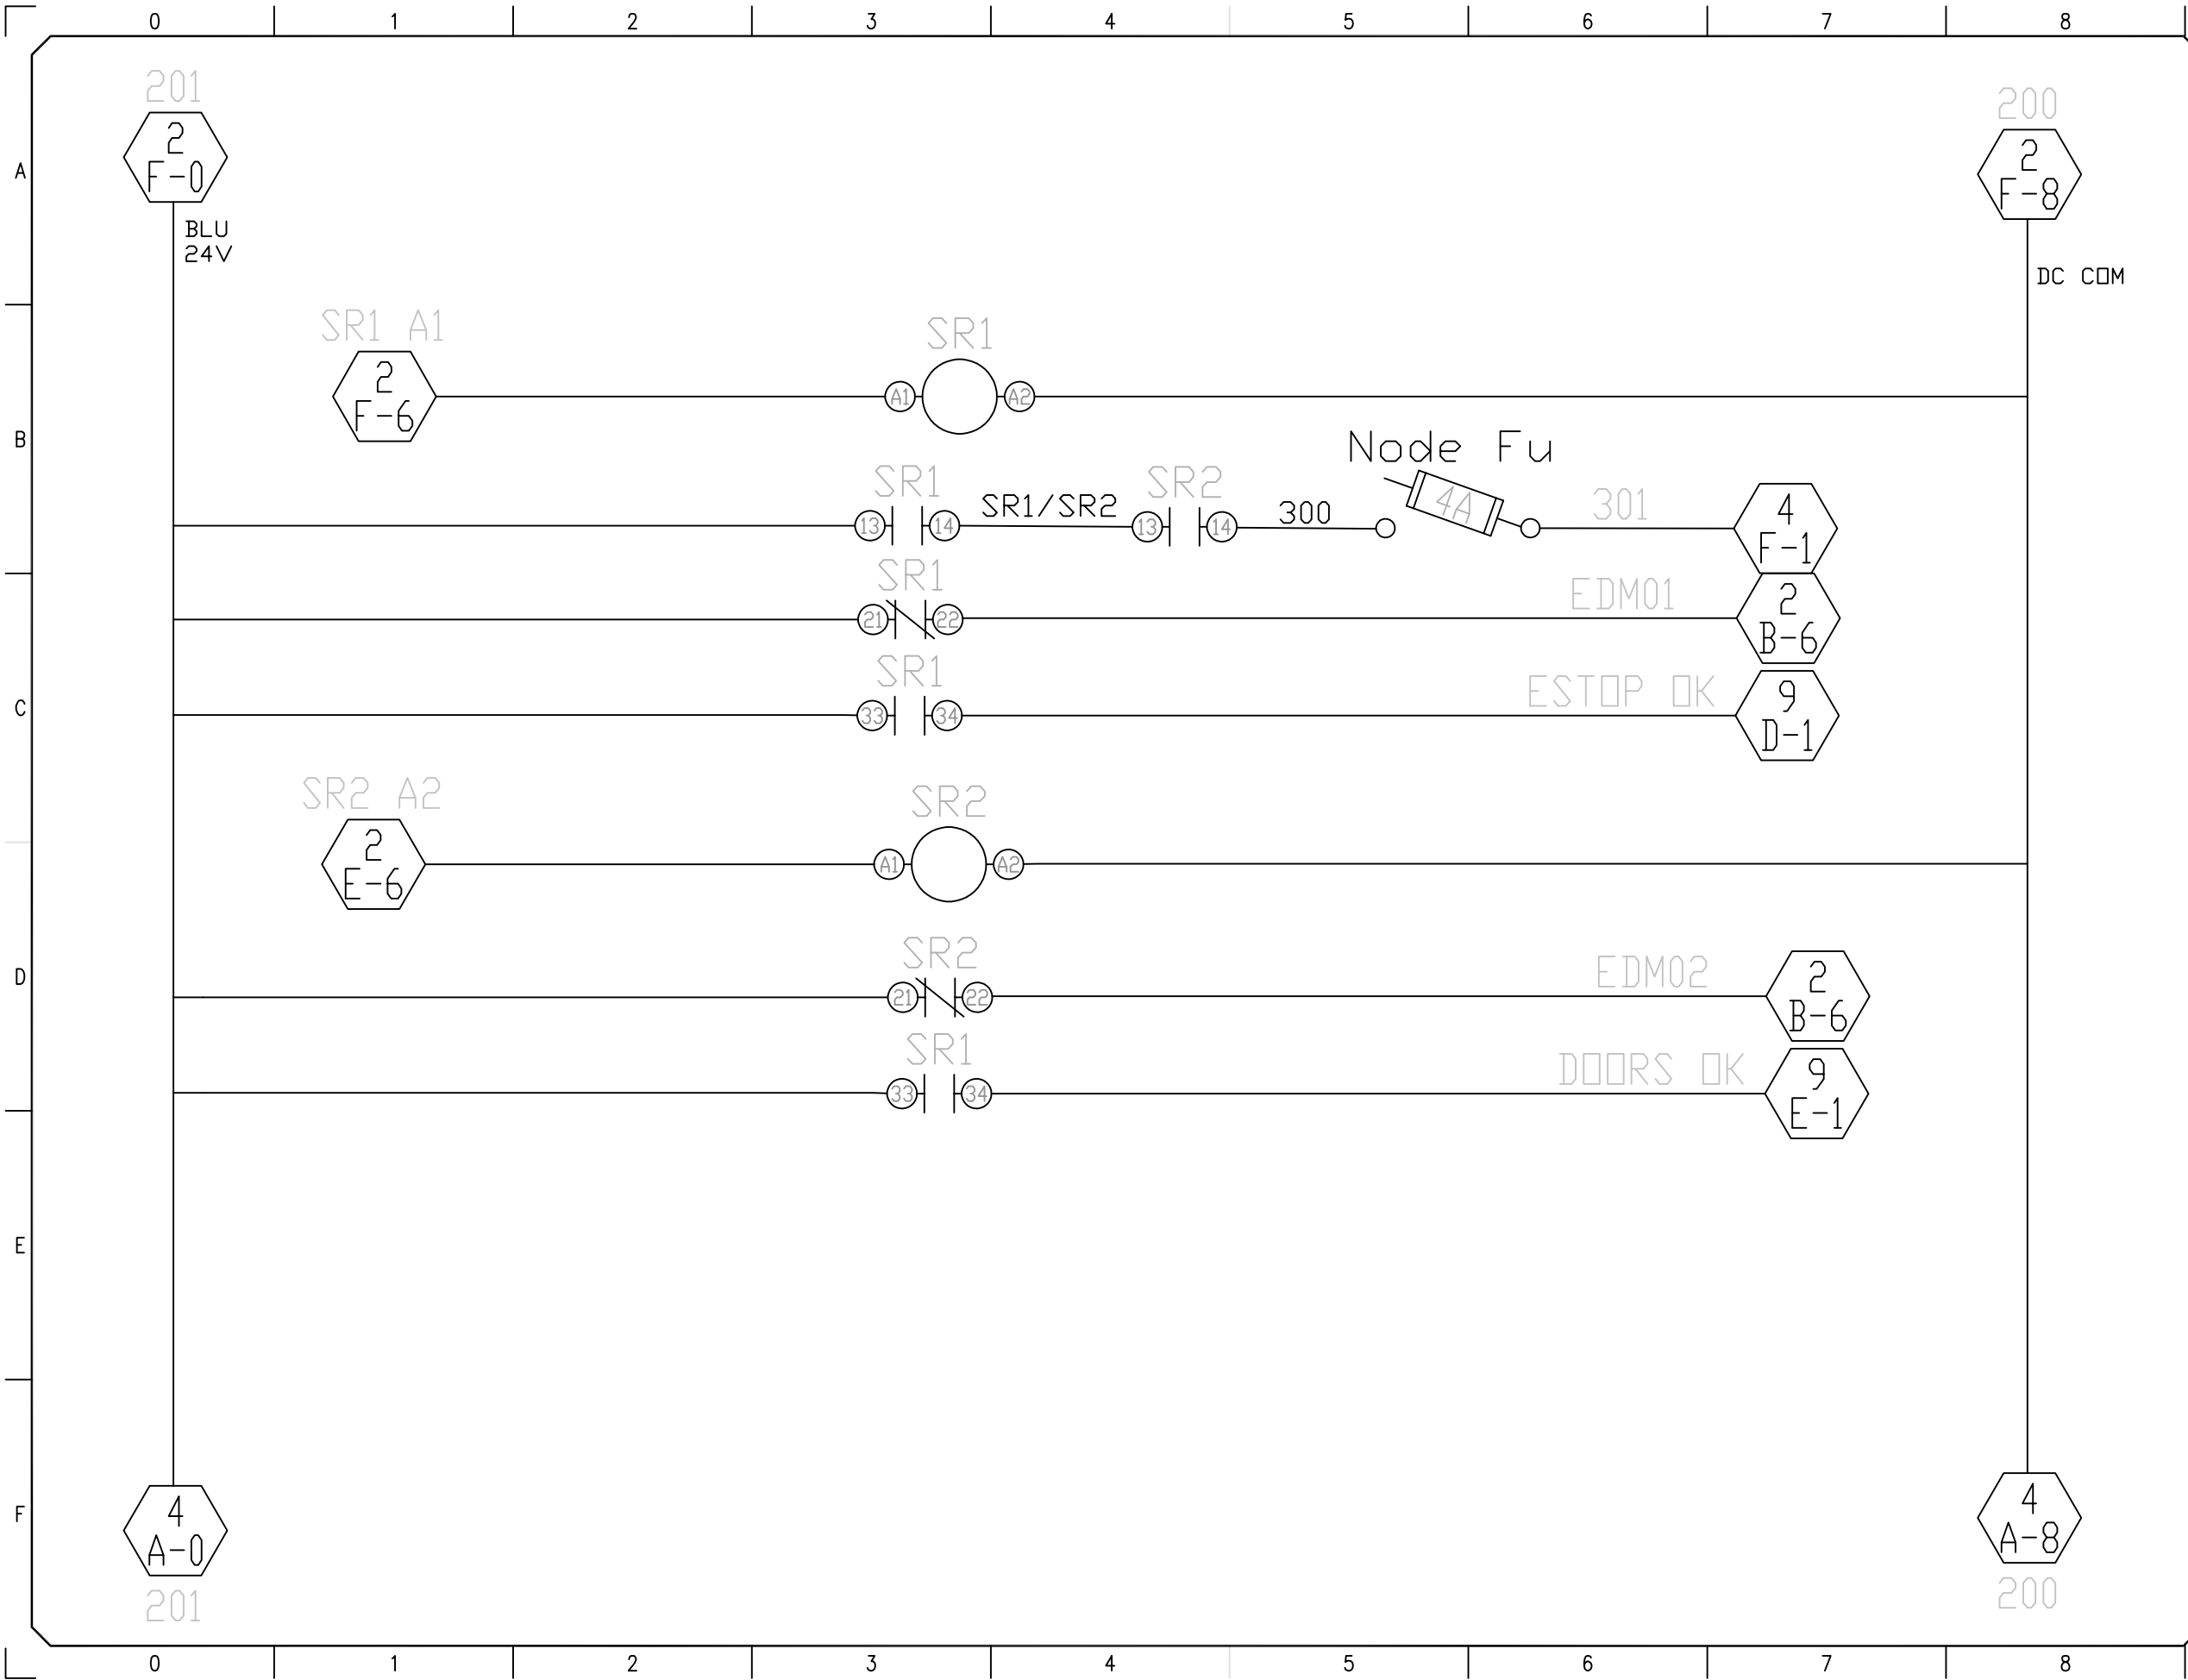 0 1 2 3 4 5 6 7 8
201
200
2
F-0
2
F-8
A
BLU
24V
DC COM
SR1 A1
SR1
2
F-6
A1
A2
B
Node Fu
SR1
SR1/SR2
SR2
300
4A
301
4
F-1
13
14
13
14
SR1
EDM01
2
B-6
21
22
SR1
ESTOP OK
9
D-1
C
33
34
SR2 A2
SR2
2
E-6
A1
A2
SR2
EDM02
2
B-6
D
21
22
SR1
DOORS OK
9
E-1
33
34
E
4
A-0
4
A-8
F
201
200
0 1 2 3 4 5 6 7 8